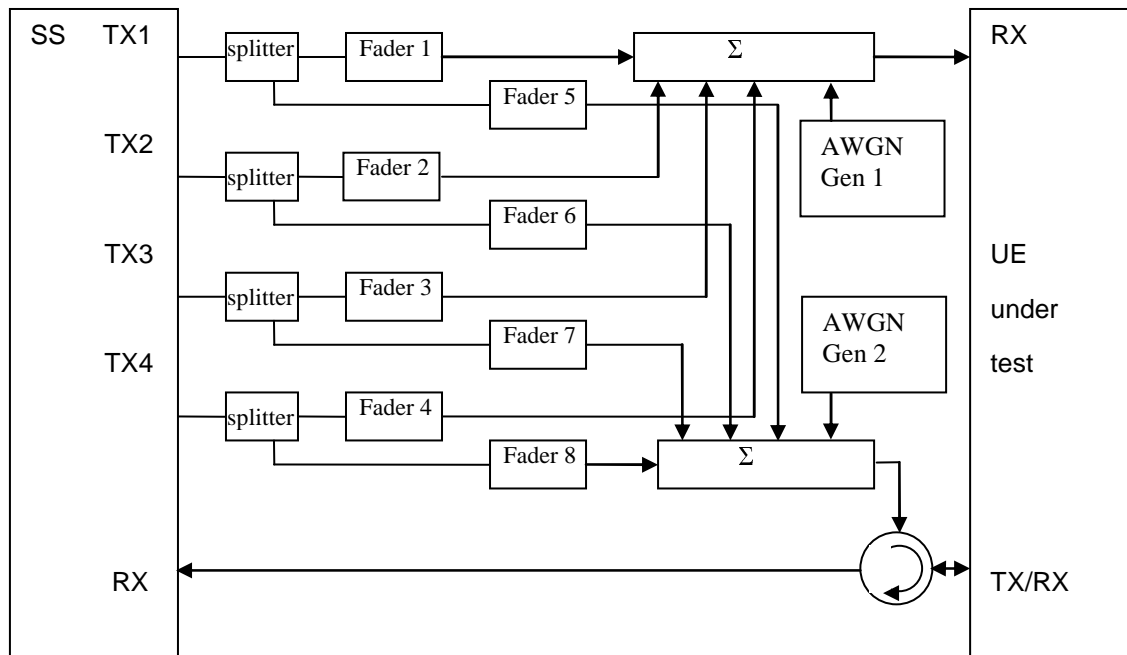 SS TX1
splitter
Fader 1
Σ
RX
Fader 5
TX2
AWGN
Gen 1
splitter
Fader 2
Fader 6
TX3
UE
under
test
splitter
Fader 3
AWGN
Gen 2
Fader 7
TX4
splitter
Fader 4
Fader 8
Σ
RX
TX/RX